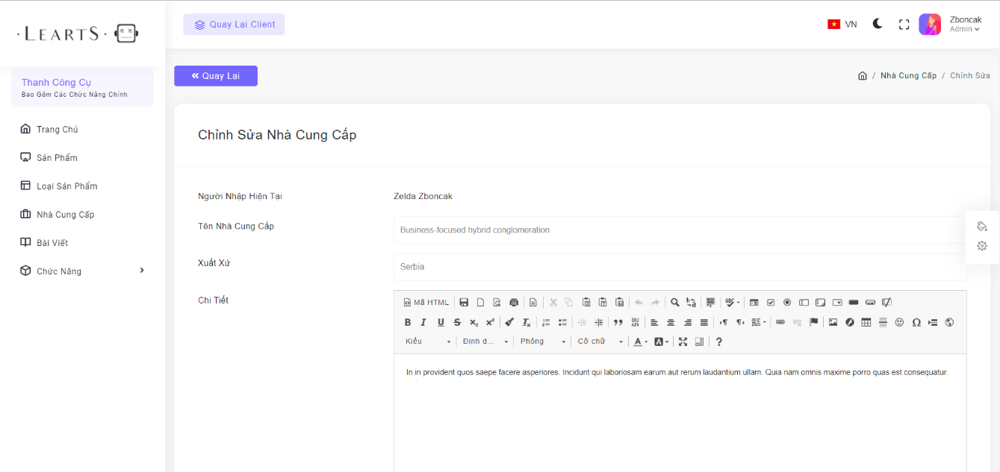 · LEARTS ·
Quay Lại Client
VN
Zboncak
Admin
Thanh Công Cụ
Bao Gồm Các Chức Năng Chính
Trang Chủ
Sản Phẩm
Loại Sản Phẩm
Nhà Cung Cấp
Bài Viết
Chức Năng
Quay Lại
/ Nhà Cung Cấp / Chỉnh Sửa
Chỉnh Sửa Nhà Cung Cấp
Người Nhập Hiện Tại
Zelda Zboncak
Tên Nhà Cung Cấp
Business-focused hybrid conglomeration
Xuất Xứ
Serbia
Chi Tiết
Mã HTML
Kiểu
Định d...
Phông
Cỡ chữ
In in provident quos saepe facere asperiores. Incidunt qui laboriosam earum aut rerum laudantium ullam. Quia nam omnis maxime porro quas est consequatur.